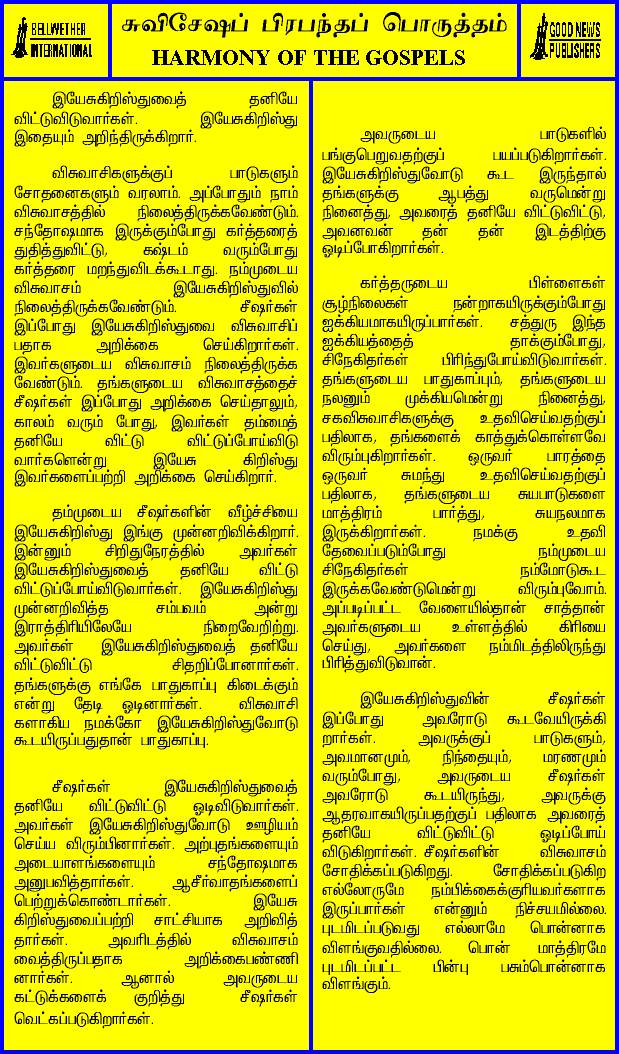 BELLWETHER
INTERNATIONAL
சுவிசேஷப் பிரபந்தப் பொருத்தம்
HARMONY OF THE GOSPELS
GOOD NEWS
PUBLISHERS
இயேசுகிறிஸ்துவைத் தனியே
விட்டுவிடுவார்கள். இயேசுகிறிஸ்து
இதையும் அறிந்திருக்கிறார்.
விசுவாசிகளுக்குப் பாடுகளும்
சோதனைகளும் வரலாம். அப்போதும் நாம்
விசுவாசத்தில் நிலைத்திருக்கவேண்டும்.
சந்தோஷமாக இருக்கும்போது கர்த்தரைத்
துதித்துவிட்டு, கஷ்டம் வரும்போது
கர்த்தரை மறந்துவிடக்கூடாது. நம்முடைய
விசுவாசம் இயேசுகிறிஸ்துவில்
நிலைத்திருக்கவேண்டும். சீஷர்கள்
இப்போது இயேசுகிறிஸ்துவை விசுவாசிப்
பதாக அறிக்கை செய்கிறார்கள்.
இவர்களுடைய விசுவாசம் நிலைத்திருக்க
வேண்டும். தங்களுடைய விசுவாசத்தைச்
சீஷர்கள் இப்போது அறிக்கை செய்தாலும்,
காலம் வரும் போது, இவர்கள் தம்மைத்
தனியே விட்டு விட்டுப்போய்விடு
வார்களென்று இயேசு கிறிஸ்து
இவர்களைப்பற்றி அறிக்கை செய்கிறார்.
தம்முடைய சீஷர்களின் வீழ்ச்சியை
இயேசுகிறிஸ்து இங்கு முன்னறிவிக்கிறார்.
இன்னும் சிறிதுநேரத்தில் அவர்கள்
இயேசுகிறிஸ்துவைத் தனியே விட்டு
விட்டுப்போய்விடுவார்கள். இயேசுகிறிஸ்து
முன்னறிவித்த சம்பவம் அன்று
இராத்திரியிலேயே நிறைவேறிற்று.
அவர்கள் இயேசுகிறிஸ்துவைத் தனியே
விட்டுவிட்டு சிதறிப்போனார்கள்.
தங்களுக்கு எங்கே பாதுகாப்பு கிடைக்கும்
என்று தேடி ஓடினார்கள். விசுவாசி
களாகிய நமக்கோ இயேசுகிறிஸ்துவோடு
கூடயிருப்பதுதான் பாதுகாப்பு.
சீஷர்கள் இயேசுகிறிஸ்துவைத்
தனியே விட்டுவிட்டு ஓடிவிடுவார்கள்.
அவர்கள் இயேசுகிறிஸ்துவோடு ஊழியம்
செய்ய விரும்பினார்கள். அற்புதங்களையும்
அடையாளங்களையும் சந்தோஷமாக
அனுபவித்தார்கள். ஆசீர்வாதங்களைப்
பெற்றுக்கொண்டார்கள். இயேசு
கிறிஸ்துவைப்பற்றி சாட்சியாக அறிவித்
தார்கள். அவரிடத்தில் விசுவாசம்
வைத்திருப்பதாக அறிக்கைபண்ணி
னார்கள். ஆனால் அவருடைய
கட்டுக்களைக் குறித்து சீஷர்கள்
வெட்கப்படுகிறார்கள்.
அவருடைய பாடுகளில்
பங்குபெறுவதற்குப் பயப்படுகிறார்கள்.
இயேசுகிறிஸ்துவோடு கூட இருந்தால்
தங்களுக்கு ஆபத்து வருமென்று
நினைத்து, அவரைத் தனியே விட்டுவிட்டு,
அவனவன் தன் தன் இடத்திற்கு
ஓடிப்போகிறார்கள்.
கர்த்தருடைய பிள்ளைகள்
சூழ்நிலைகள் நன்றாகயிருக்கும்போது
ஐக்கியமாகயிருப்பார்கள். சத்துரு இந்த
ஐக்கியத்தைத் தாக்கும்போது,
சிநேகிதர்கள் பிரிந்துபோய்விடுவார்கள்.
தங்களுடைய பாதுகாப்பும், தங்களுடைய
நலனும் முக்கியமென்று நினைத்து,
சகவிசுவாசிகளுக்கு உதவிசெய்வதற்குப்
பதிலாக, தங்களைக் காத்துக்கொள்ளவே
விரும்புகிறார்கள். ஒருவர் பாரத்தை
ஒருவர் சுமந்து உதவிசெய்வதற்குப்
பதிலாக, தங்களுடைய சுயபாடுகளை
மாத்திரம் பார்த்து, சுயநலமாக
இருக்கிறார்கள். நமக்கு உதவி
தேவைப்படும்போது நம்முடைய
சிநேகிதர்கள் நம்மோடுகூட
இருக்கவேண்டுமென்று விரும்புவோம்.
அப்படிப்பட்ட வேளையில்தான் சாத்தான்
அவர்களுடைய உள்ளத்தில் கிரியை
செய்து, அவர்களை நம்மிடத்திலிருந்து
பிரித்துவிடுவான்.
இயேசுகிறிஸ்துவின் சீஷர்கள்
இப்போது அவரோடு கூடவேயிருக்கி
றார்கள். அவருக்குப் பாடுகளும்,
அவமானமும், நிந்தையும், மரணமும்
வரும்போது, அவருடைய சீஷர்கள்
அவரோடு கூடயிருந்து, அவருக்கு
ஆதரவாகயிருப்பதற்குப் பதிலாக அவரைத்
தனியே விட்டுவிட்டு ஓடிப்போய்
விடுகிறார்கள். சீஷர்களின் விசுவாசம்
சோதிக்கப்படுகிறது. சோதிக்கப்படுகிற
எல்லோருமே நம்பிக்கைக்குரியவர்களாக
இருப்பார்கள் என்னும் நிச்சயமில்லை.
புடமிடப்படுவது எல்லாமே பொன்னாக
விளங்குவதில்லை. பொன் மாத்திரமே
புடமிடப்பட்ட பின்பு பசும்பொன்னாக
விளங்கும்.